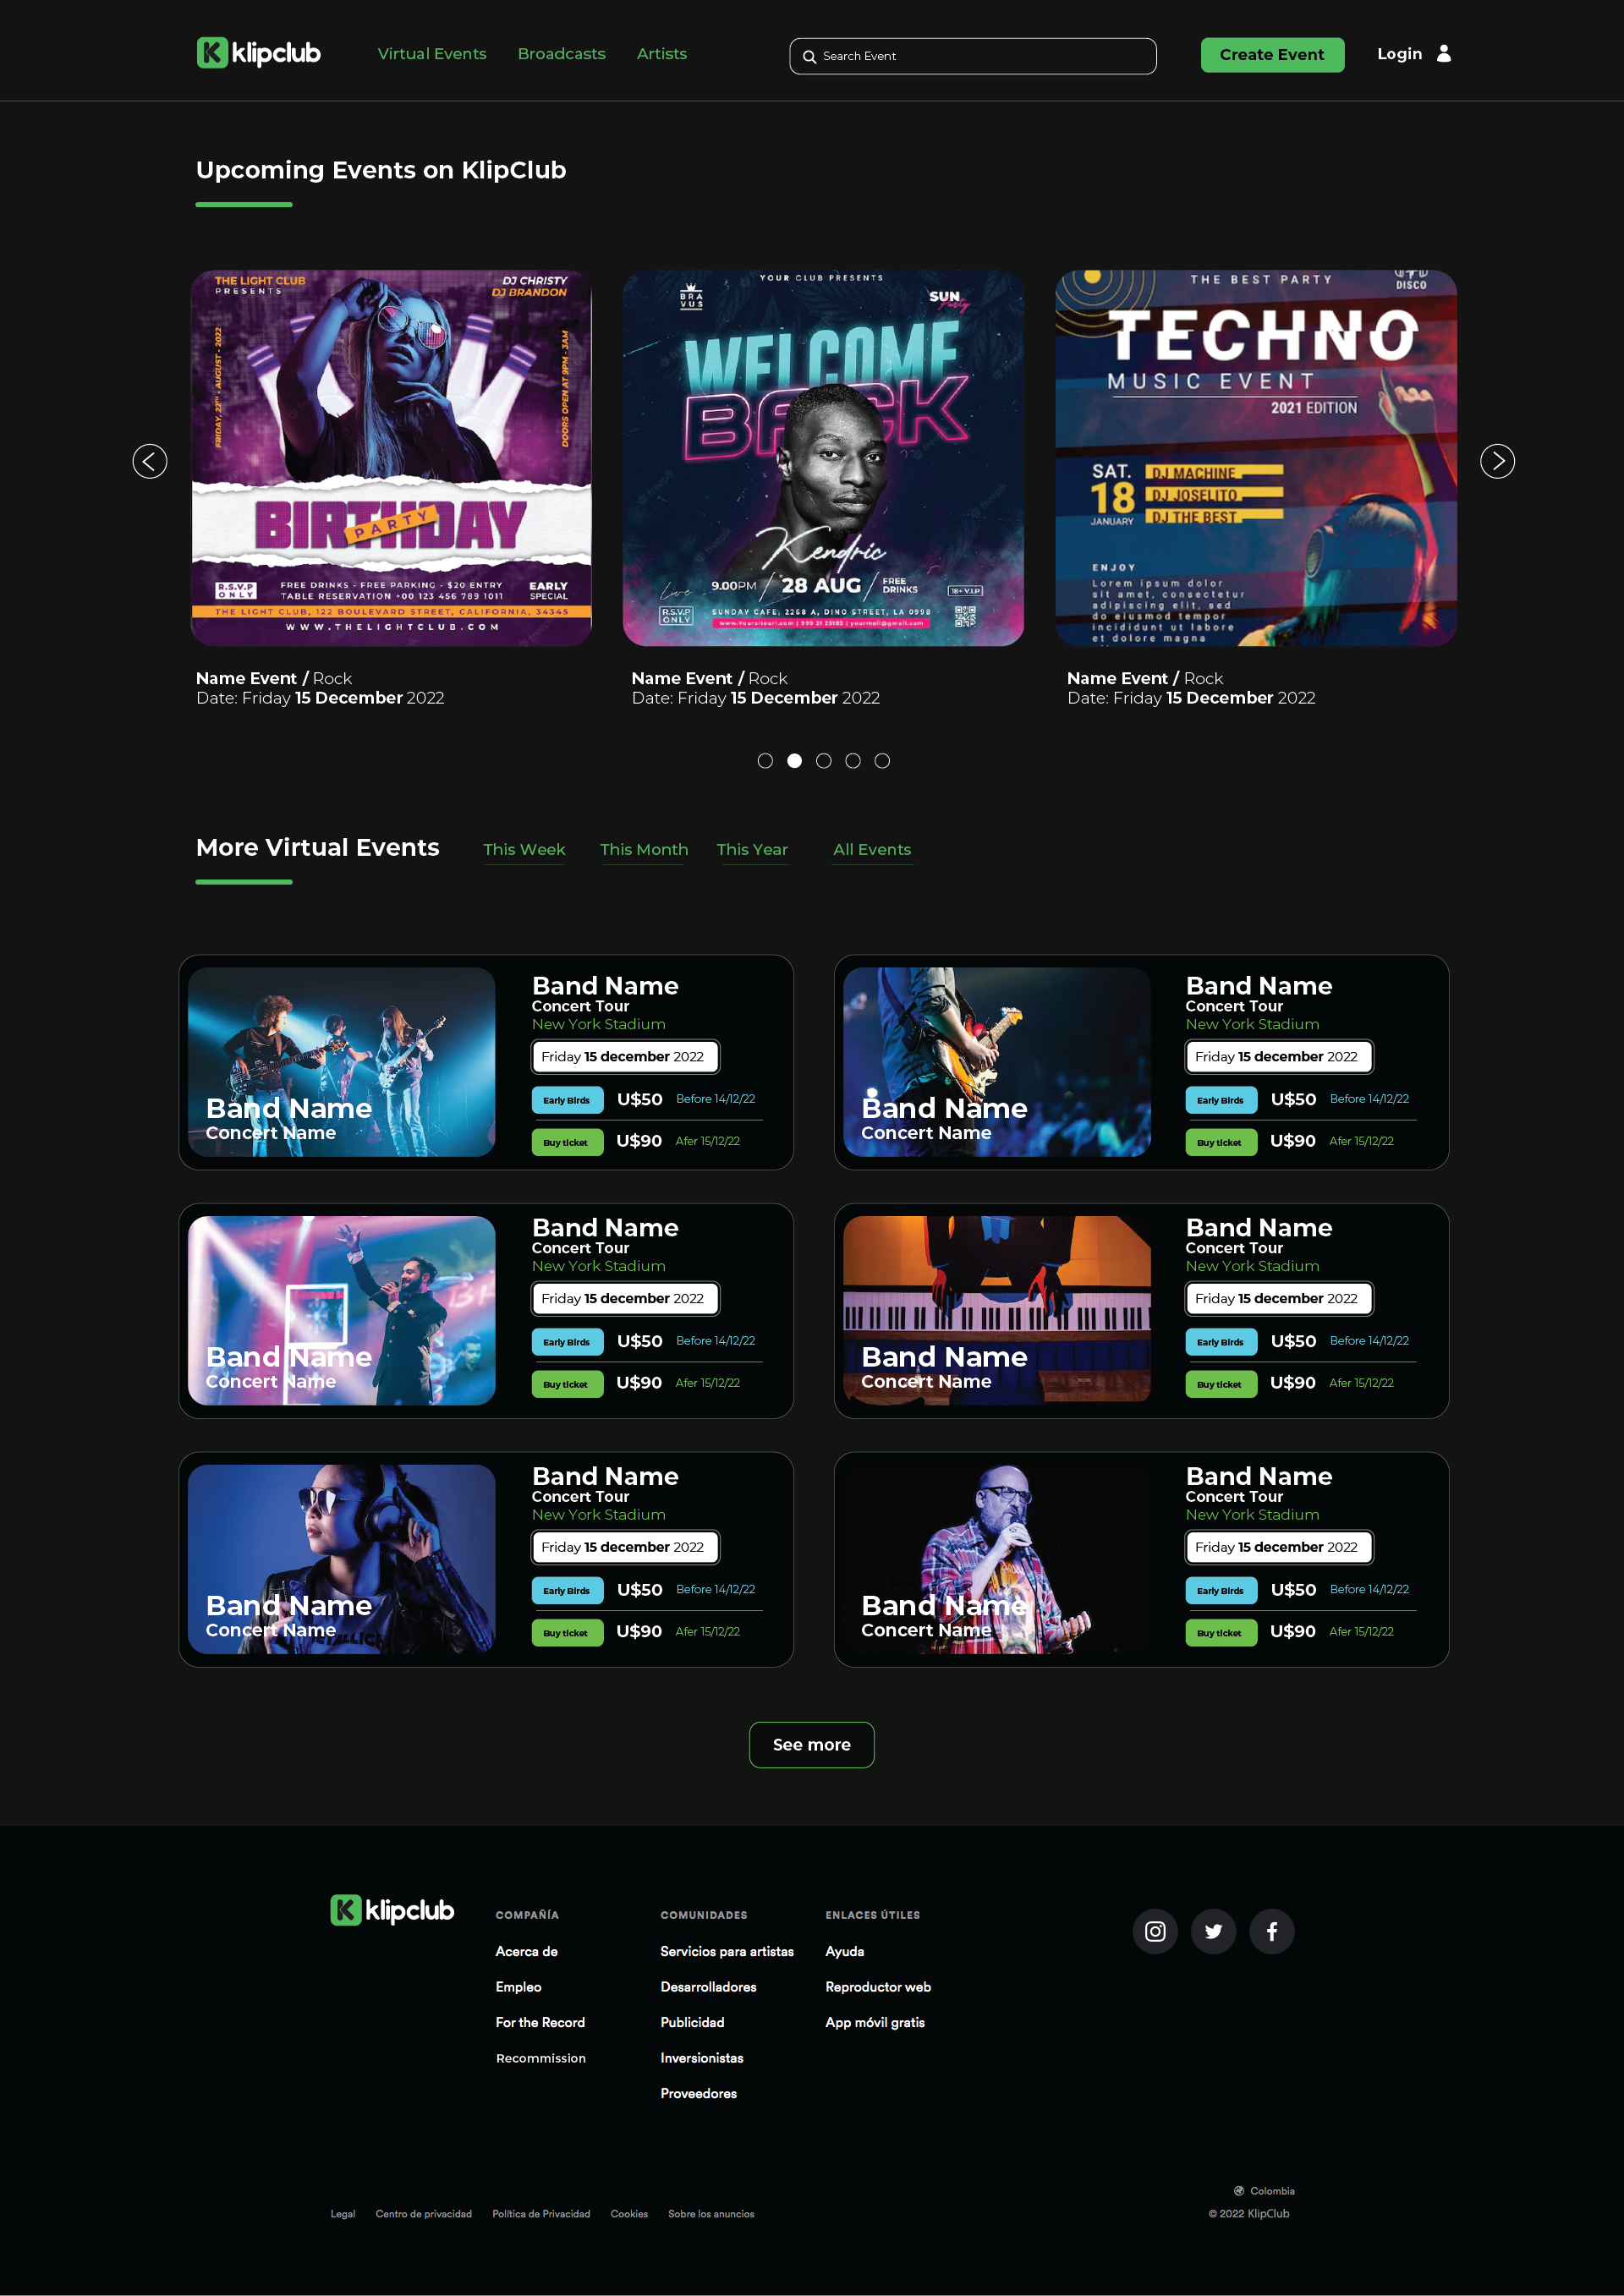 klipclub
Virtual Events
Broadcasts
Artists
Search Event
Create Event
Login
Upcoming Events on KlipClub
THE LIGHT CLUB
PRESENTS
DJ CHRISTY
DJ BRANDON
FRIDAY, 22TH - AUGUST - 2022
DOORS OPEN AT 9PM - 3AM
BIRTHDAY
PARTY
R.S.V.P
ONLY
FREE DRINKS - FREE PARKING - $20 ENTRY
TABLE RESERVATION +00 123 456 789 1011
EARLY
SPECIAL
THE LIGHT CLUB, 122 BOULEVARD STREET, CALIFORNIA, 34345
WWW.THELIGHTCLUB.COM
YOUR CLUB PRESENTS
BRA
VUS
SUN
Party
WELCOME
BACK
Kendric
live
9.00PM / 28 AUG / FREE
DRINKS
18+ V.I.P
R.S.V.P
ONLY
SUNDAY CAFE, 2268 A, DINO STREET, LA 0998
www.Yoursiteurl.com | 999 21 25185 | yourmail@gmail.com
THE BEST PARTY
DISCO
TECHNO
MUSIC EVENT
2021 EDITION
SAT.
18
JANUARY
DJ MACHINE
DJ JOSELITO
DJ THE BEST
ENJOY
Lorem ipsum dolor
sit amet, consectetur
adipiscing elit, sed
do eiusmod tempor
incididunt ut labore
et dolore magna
Name Event / Rock
Date: Friday 15 December 2022
Name Event / Rock
Date: Friday 15 December 2022
Name Event / Rock
Date: Friday 15 December 2022
More Virtual Events
This Week
This Month
This Year
All Events
Band Name
Concert Name
Band Name
Concert Tour
New York Stadium
Friday 15 december 2022
Early Birds U$50 Before 14/12/22
Buy ticket U$90 Afer 15/12/22
Band Name
Concert Name
Band Name
Concert Tour
New York Stadium
Friday 15 december 2022
Early Birds U$50 Before 14/12/22
Buy ticket U$90 Afer 15/12/22
Band Name
Concert Name
Band Name
Concert Tour
New York Stadium
Friday 15 december 2022
Early Birds U$50 Before 14/12/22
Buy ticket U$90 Afer 15/12/22
Band Name
Concert Name
Band Name
Concert Tour
New York Stadium
Friday 15 december 2022
Early Birds U$50 Before 14/12/22
Buy ticket U$90 Afer 15/12/22
Band Name
Concert Name
Band Name
Concert Tour
New York Stadium
Friday 15 december 2022
Early Birds U$50 Before 14/12/22
Buy ticket U$90 Afer 15/12/22
Band Name
Concert Name
Band Name
Concert Tour
New York Stadium
Friday 15 december 2022
Early Birds U$50 Before 14/12/22
Buy ticket U$90 Afer 15/12/22
See more
klipclub
COMPAÑÍA
Acerca de
Empleo
For the Record
Recommission
COMUNIDADES
Servicios para artistas
Desarrolladores
Publicidad
Inversionistas
Proveedores
ENLACES ÚTILES
Ayuda
Reproductor web
App móvil gratis
Colombia
Legal
Centro de privacidad
Política de Privacidad
Cookies
Sobre los anuncios
© 2022 KlipClub